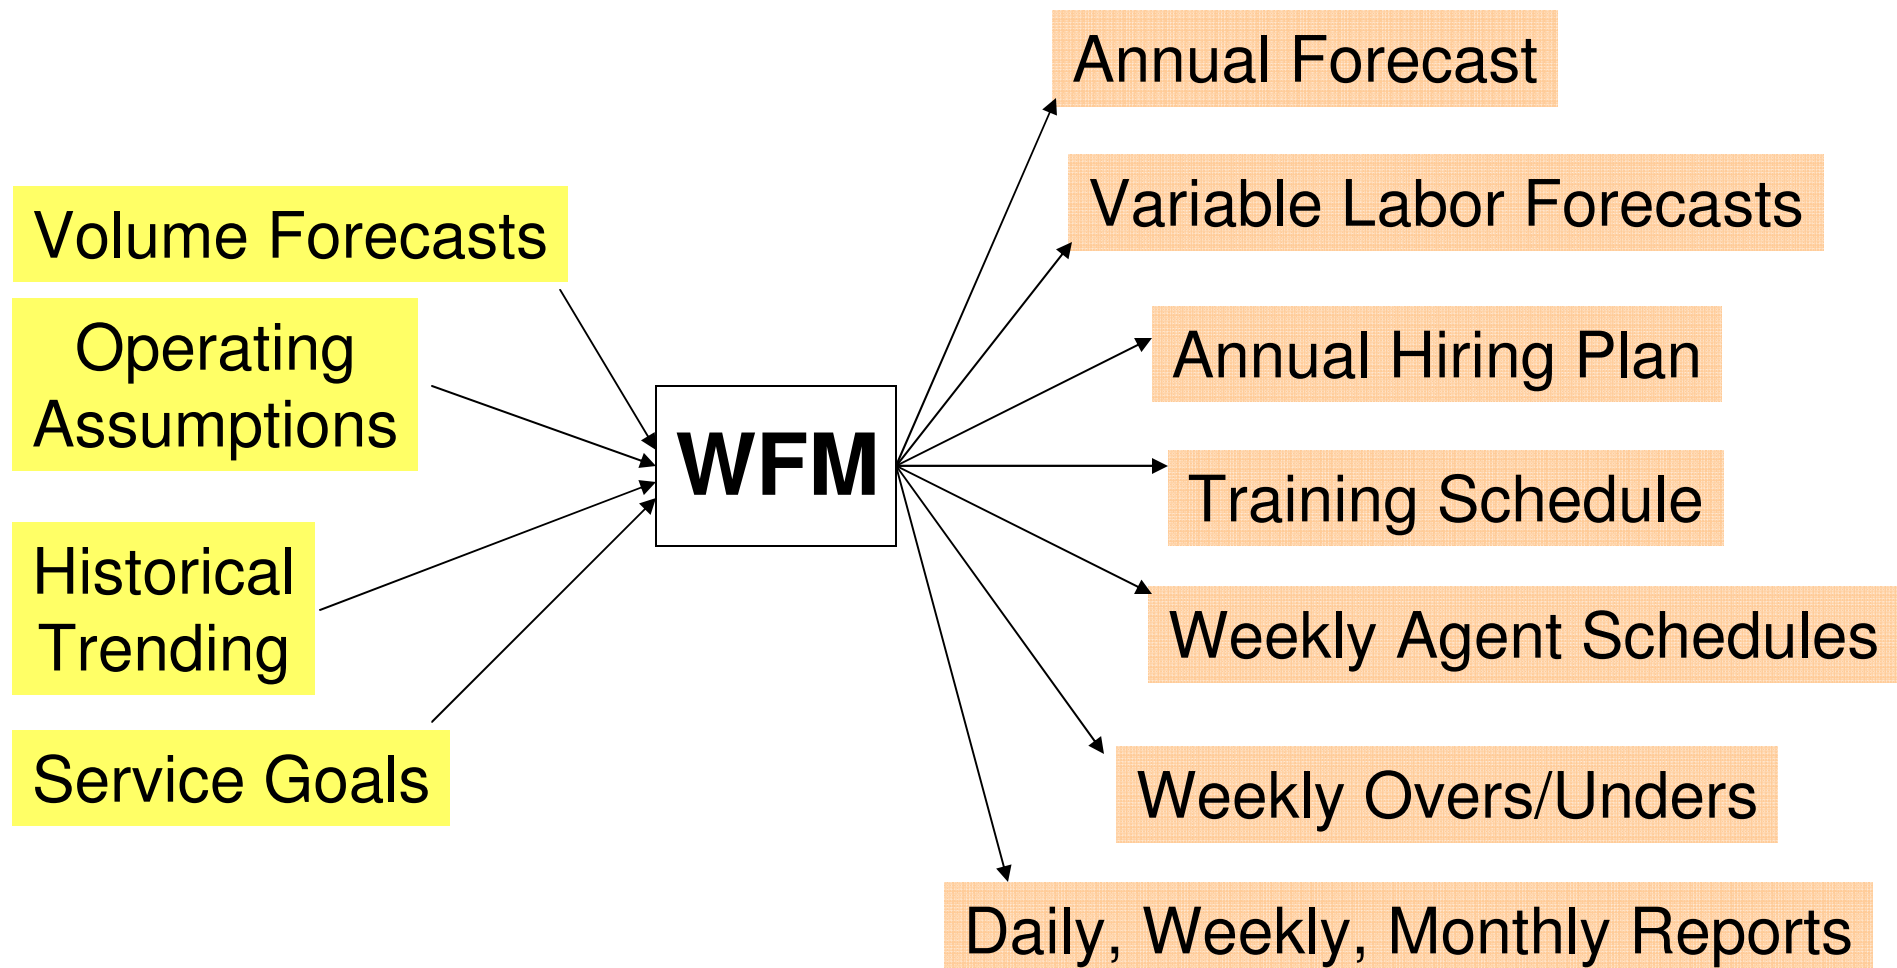 Volume Forecasts
Operating
Assumptions
Historical
Trending
Service Goals
WFM
Annual Forecast
Variable Labor Forecasts
Annual Hiring Plan
Training Schedule
Weekly Agent Schedules
Weekly Overs/Unders
Daily, Weekly, Monthly Reports